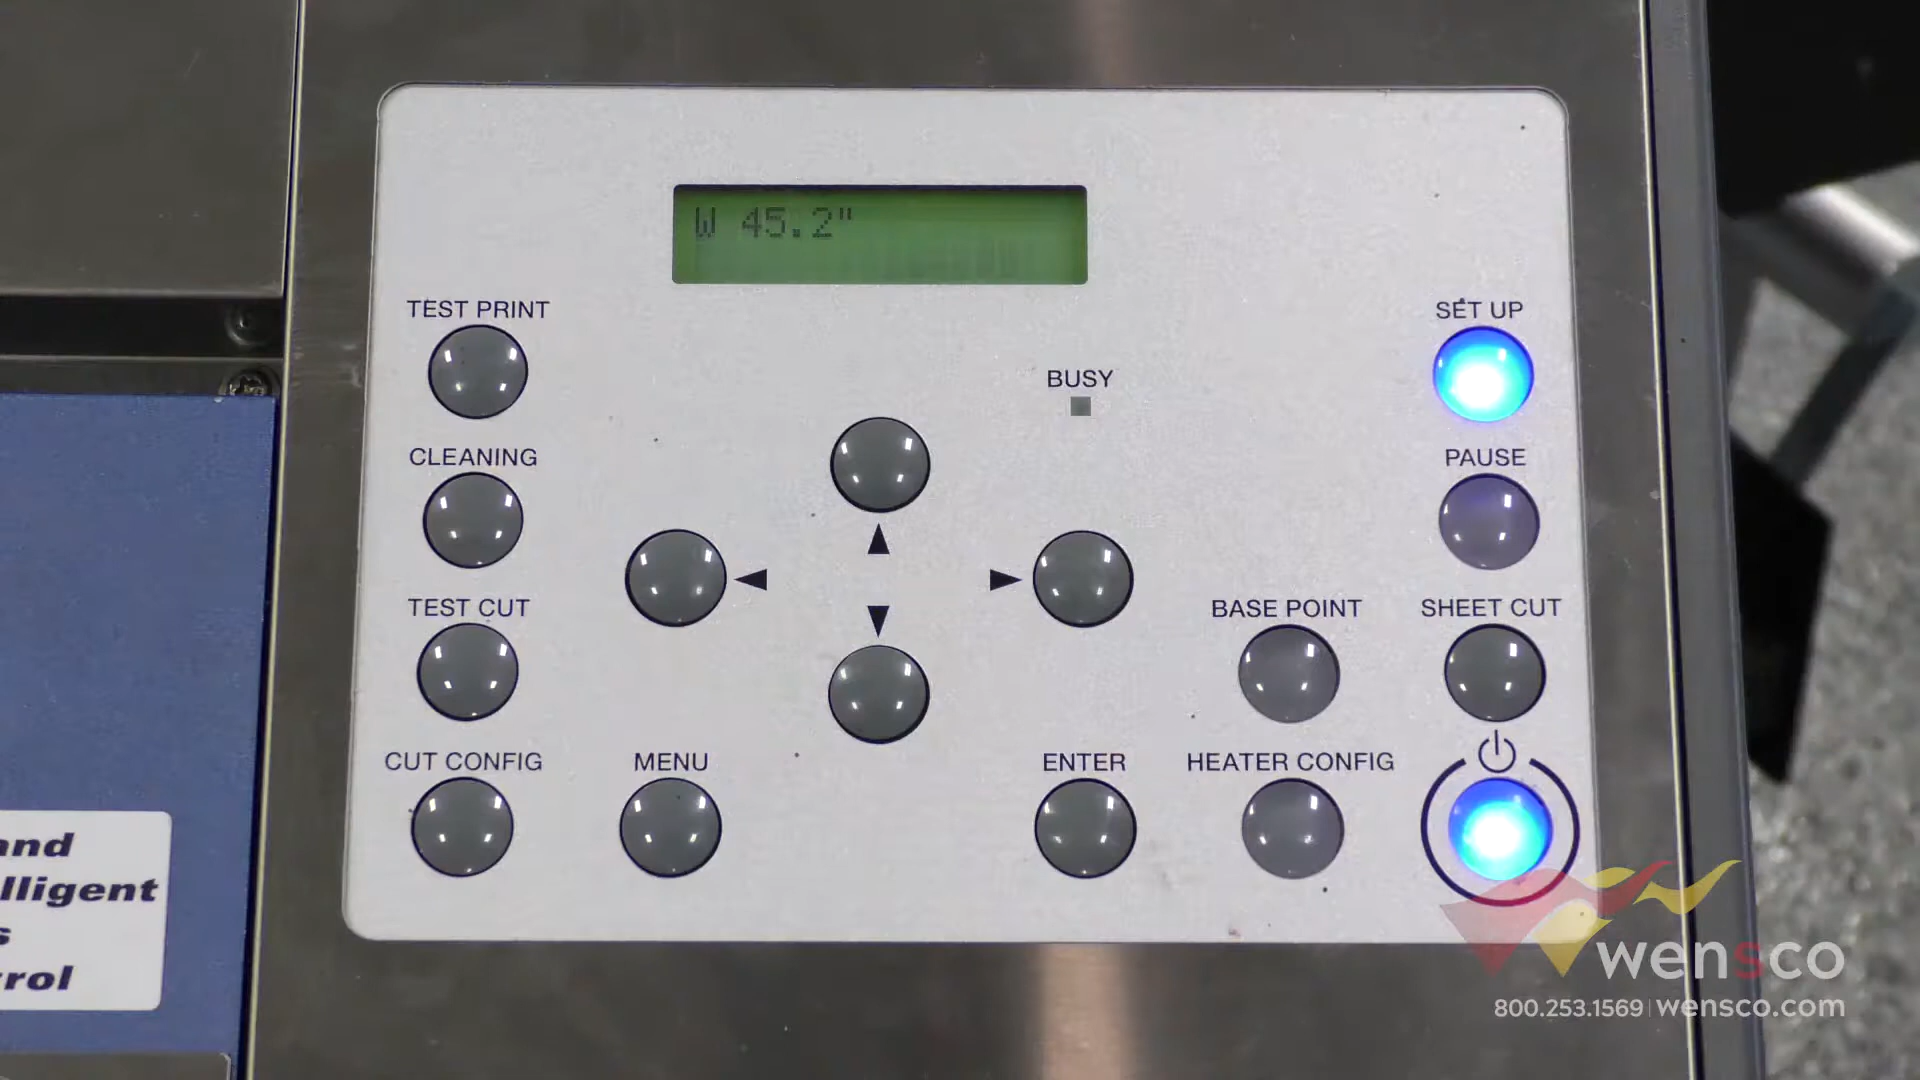 W 45.2"
TEST PRINT
SET UP
BUSY
CLEANING
PAUSE
TEST CUT
BASE POINT
SHEET CUT
CUT CONFIG
MENU
ENTER
HEATER CONFIG
and
lligent
s
rol
wensco
800.253.1569 | wensco.com